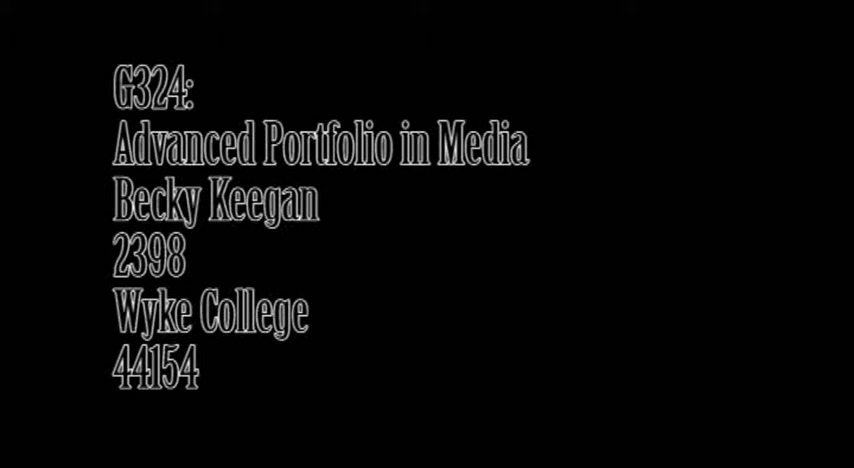 G324:
Advanced Portfolio in Media
Becky Keegan
2398
Wyke College
44154